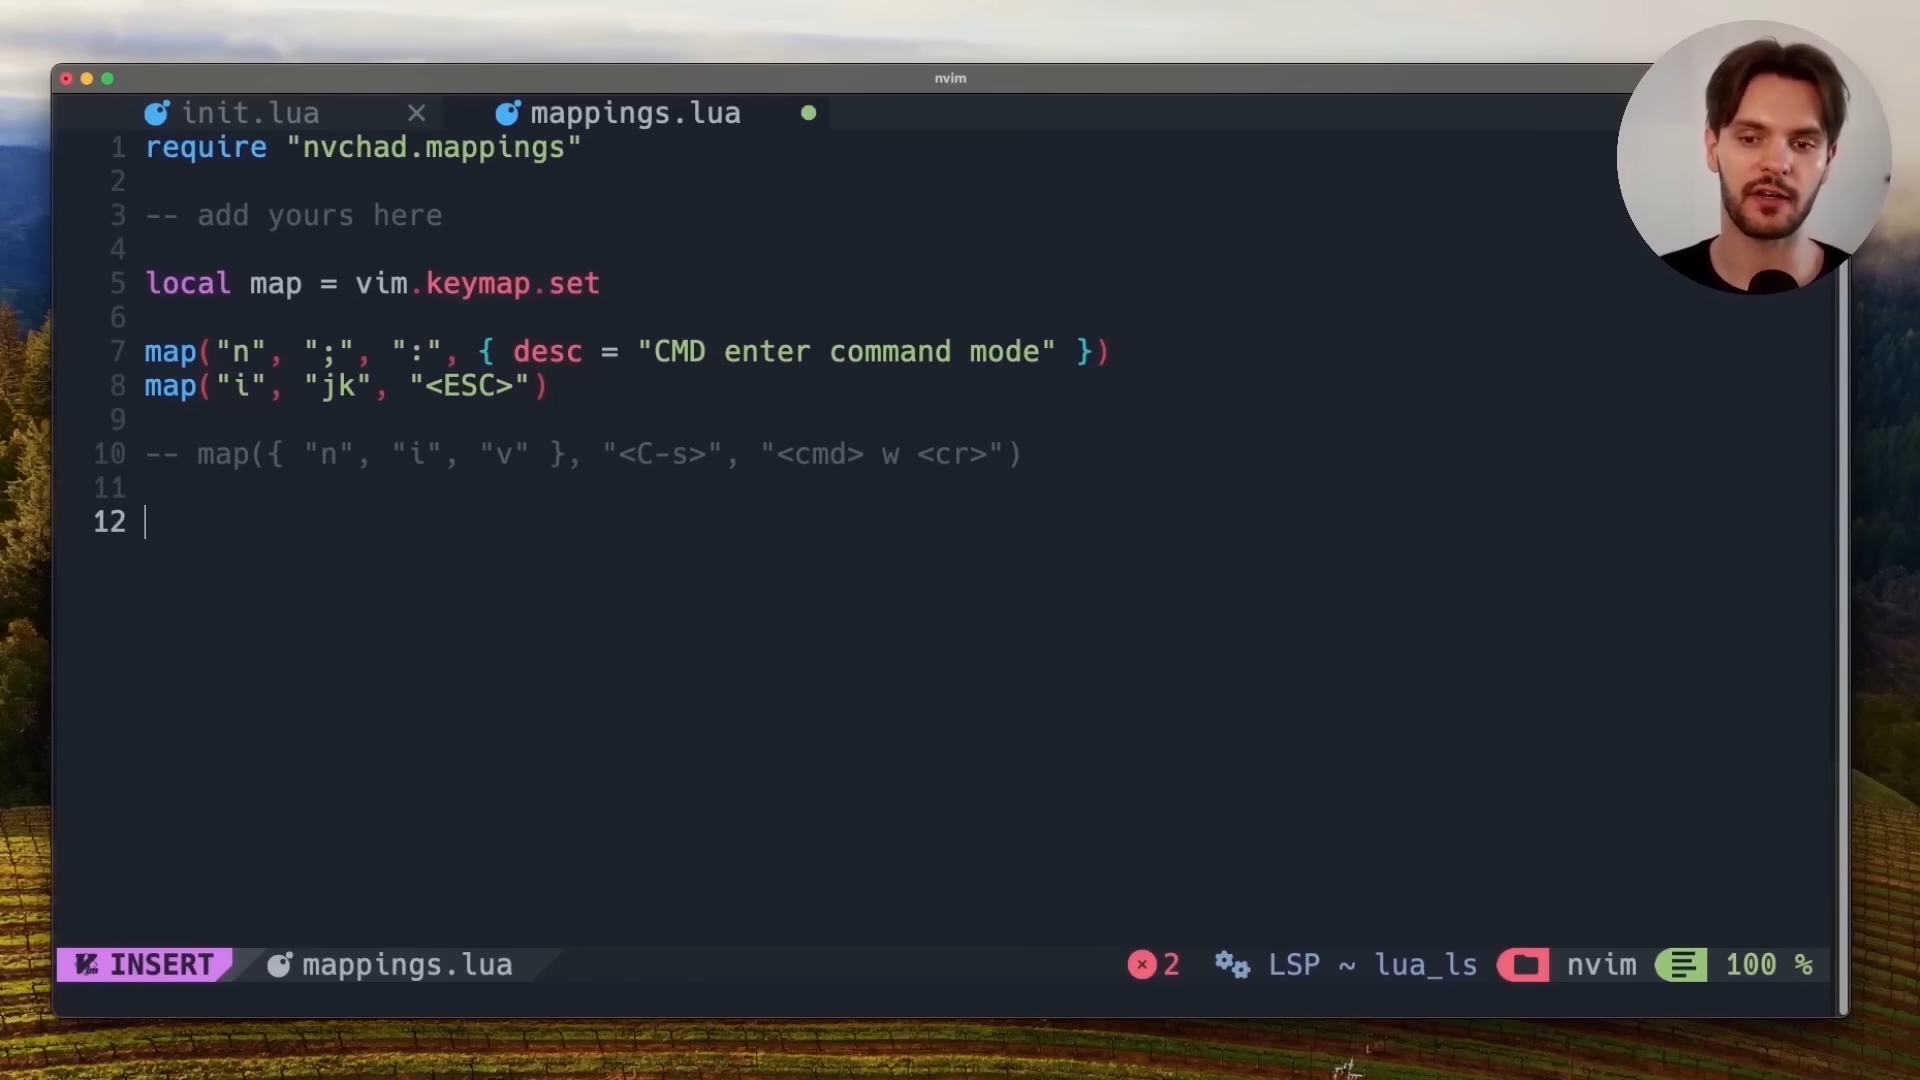 nvim
init.lua × mappings.lua
1 require "nvchad.mappings"
2
3 -- add yours here
4
5 local map = vim.keymap.set
6
7 map("n", ";", ":", { desc = "CMD enter command mode" })
8 map("i", "jk", "<ESC>")
9
10 -- map({ "n", "i", "v" }, "<C-s>", "<cmd> w <cr>")
11
12
INSERT mappings.lua 2 LSP ~ lua_ls nvim 100 %